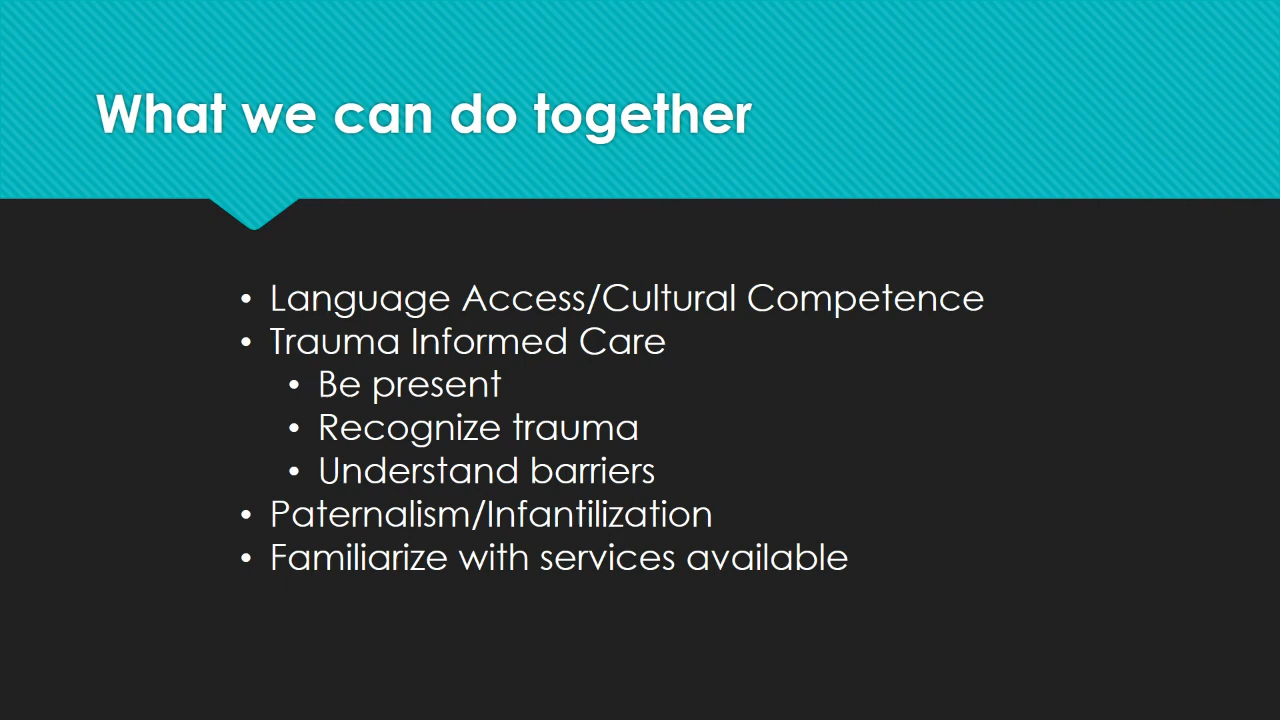 What we can do together
• Language Access/Cultural Competence
• Trauma Informed Care
• Be present
• Recognize trauma
• Understand barriers
• Paternalism/Infantilization
• Familiarize with services available